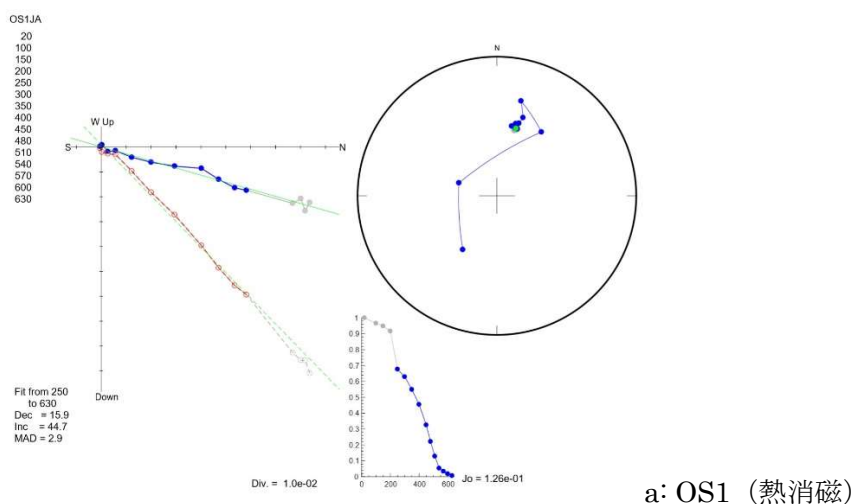 OS1JA
20
100
150
200
250
300
350
400
450
480
510
540
570
600
630
W Up
S
N
Down
N
Fit from 250
to 630
Dec = 15.9
Inc = 44.7
MAD = 2.9
Div. = 1.0e-02
1
0.9
0.8
0.7
0.6
0.5
0.4
0.3
0.2
0.1
0
0 200 400 600
Jo = 1.26e-01
a: OS1（熱消磁）